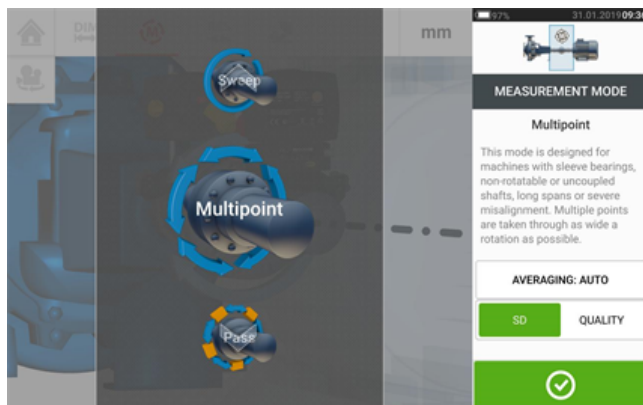 97% 31.01.2019 09:36
DIM
mm
Sweep
Multipoint
Pass
MEASUREMENT MODE
Multipoint
This mode is designed for
machines with sleeve bearings,
non-rotatable or uncoupled
shafts, long spans or severe
misalignment. Multiple points
are taken through as wide a
rotation as possible.
AVERAGING: AUTO
SD QUALITY